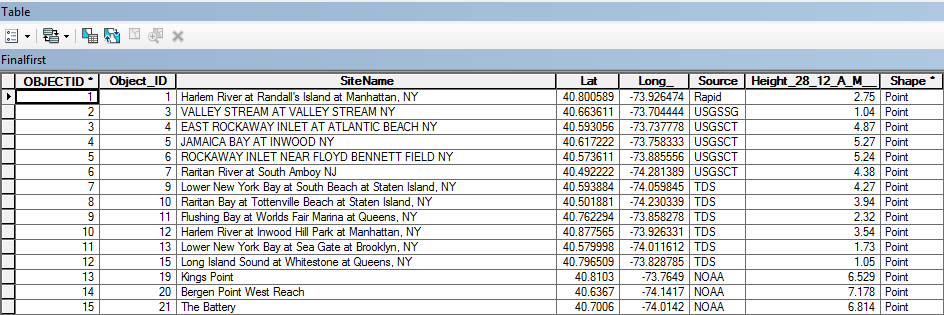 Table
Finalfirst
OBJECTID * Object_ID SiteName Lat Long_ Source Height_28_12_A_M__ Shape *
1 1 Harlem River at Randall's Island at Manhattan, NY 40.800589 -73.926474 Rapid 2.75 Point
2 3 VALLEY STREAM AT VALLEY STREAM NY 40.663611 -73.704444 USGSSG 1.04 Point
3 4 EAST ROCKAWAY INLET AT ATLANTIC BEACH NY 40.593056 -73.737778 USGSCT 4.87 Point
4 5 JAMAICA BAY AT INWOOD NY 40.617222 -73.758333 USGSCT 5.27 Point
5 6 ROCKAWAY INLET NEAR FLOYD BENNETT FIELD NY 40.573611 -73.885556 USGSCT 5.24 Point
6 7 Raritan River at South Amboy NJ 40.492222 -74.281389 USGSCT 4.38 Point
7 9 Lower New York Bay at South Beach at Staten Island, NY 40.593884 -74.059845 TDS 4.27 Point
8 10 Raritan Bay at Tottenville Beach at Staten Island, NY 40.501881 -74.230339 TDS 3.94 Point
9 11 Flushing Bay at Worlds Fair Marina at Queens, NY 40.762294 -73.858278 TDS 2.32 Point
10 12 Harlem River at Inwood Hill Park at Manhattan, NY 40.877565 -73.926331 TDS 3.54 Point
11 13 Lower New York Bay at Sea Gate at Brooklyn, NY 40.579998 -74.011612 TDS 1.73 Point
12 15 Long Island Sound at Whitestone at Queens, NY 40.796509 -73.828785 TDS 1.05 Point
13 19 Kings Point 40.8103 -73.7649 NOAA 6.529 Point
14 20 Bergen Point West Reach 40.6367 -74.1417 NOAA 7.178 Point
15 21 The Battery 40.7006 -74.0142 NOAA 6.814 Point